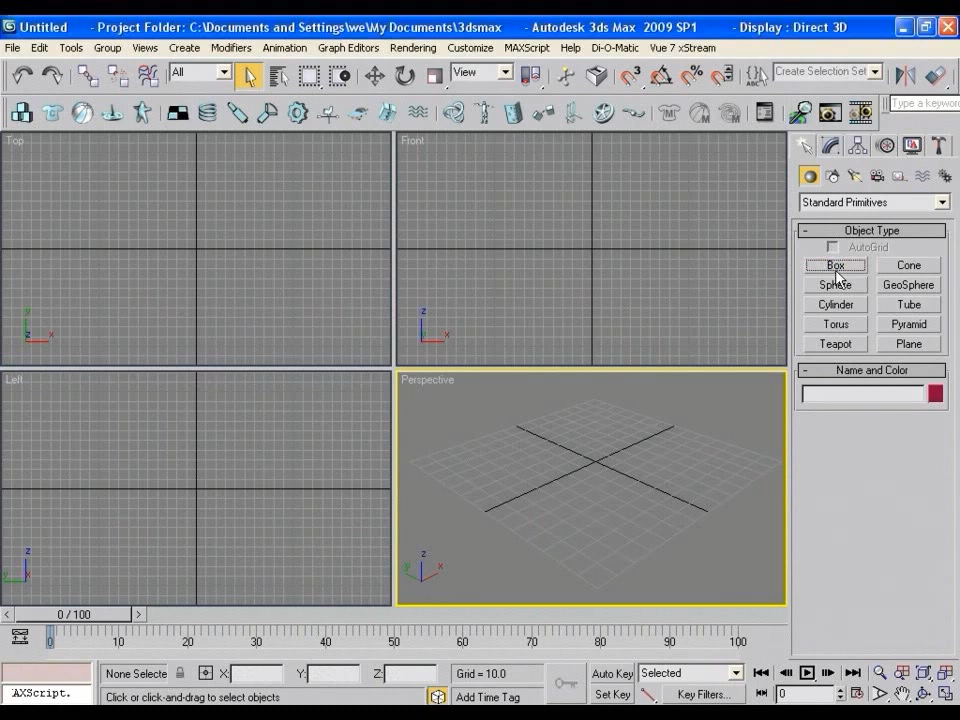 Untitled - Project Folder: C:\Documents and Settings\we\My Documents\3dsmax - Autodesk 3ds Max 2009 SP1 - Display : Direct 3D
File Edit Tools Group Views Create Modifiers Animation Graph Editors Rendering Customize MAXScript Help Di-O-Matic Vue 7 xStream
All View Create Selection Set
Type a keyword
Top Front
Standard Primitives
- Object Type
AutoGrid
Box Cone
Sphere GeoSphere
Cylinder Tube
Torus Pyramid
Teapot Plane
- Name and Color
Left Perspective
z x y
z x y
z y x
z y x
< 0 / 100 >
0 10 20 30 40 50 60 70 80 90 100
None Selecte X: Y: Z: Grid = 10.0 Auto Key Selected
AXScript. Click or click-and-drag to select objects Add Time Tag Set Key Key Filters... 0